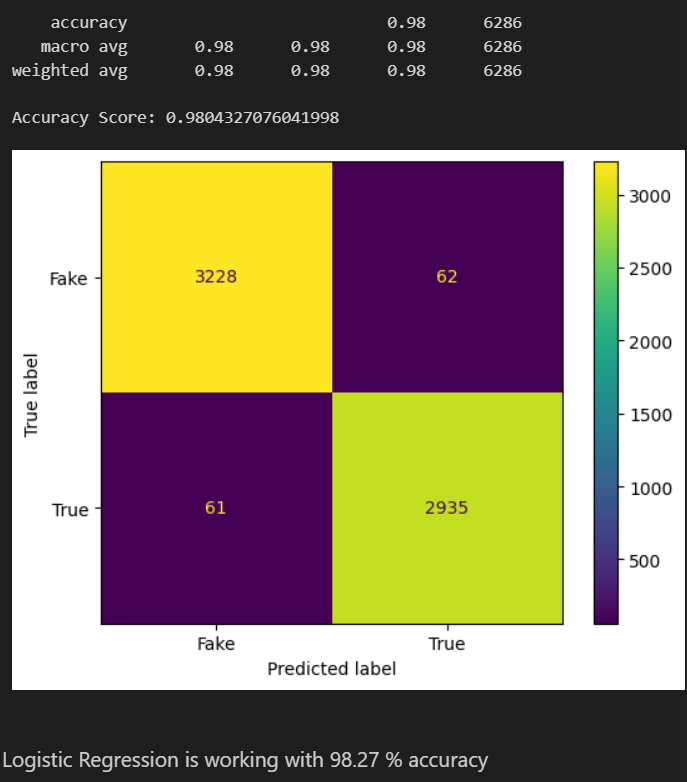 accuracy 0.98 6286
macro avg 0.98 0.98 0.98 6286
weighted avg 0.98 0.98 0.98 6286
Accuracy Score: 0.9804327076041998
3000
Fake 3228 62
2500
2000
True label
1500
1000
True 61 2935
500
Fake True
Predicted label
Logistic Regression is working with 98.27 % accuracy